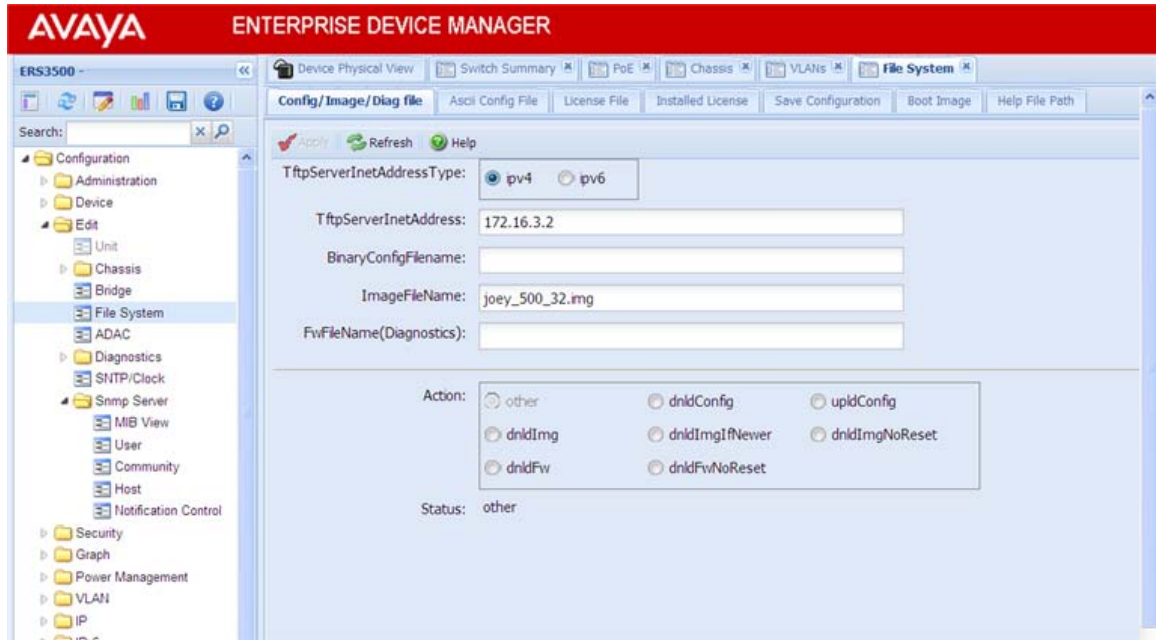 AVAYA
ENTERPRISE DEVICE MANAGER
ERS3500 -
Device Physical View
Switch Summary
PoE
Chassis
VLANs
File System
Config/Image/Diag file
Ascii Config File
License File
Installed License
Save Configuration
Boot Image
Help File Path
Search:
Apply
Refresh
Help
Configuration
Administration
Device
Edit
Unit
Chassis
Bridge
File System
ADAC
Diagnostics
SNTP/Clock
Snmp Server
MIB View
User
Community
Host
Notification Control
Security
Graph
Power Management
VLAN
IP
TftpServerInetAddressType:
ipv4
ipv6
TftpServerInetAddress:
172.16.3.2
BinaryConfigFilename:
ImageFileName:
joey_500_32.img
FwFileName(Diagnostics):
Action:
other
dnldConfig
upldConfig
dnldImg
dnldImgIfNewer
dnldImgNoReset
dnldFw
dnldFwNoReset
Status:
other